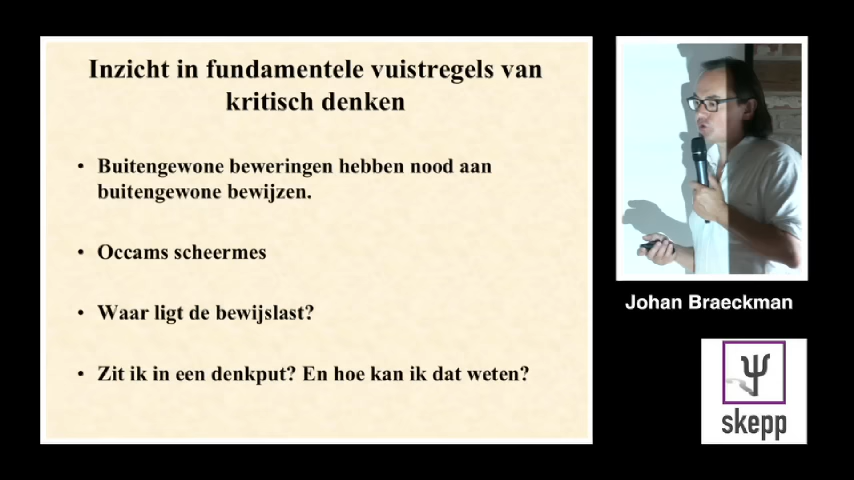 Inzicht in fundamentele vuistregels van
kritisch denken
• Buitengewone beweringen hebben nood aan
buitengewone bewijzen.
• Occams scheermes
• Waar ligt de bewijslast?
• Zit ik in een denkput? En hoe kan ik dat weten?
Johan Braeckman
skepp